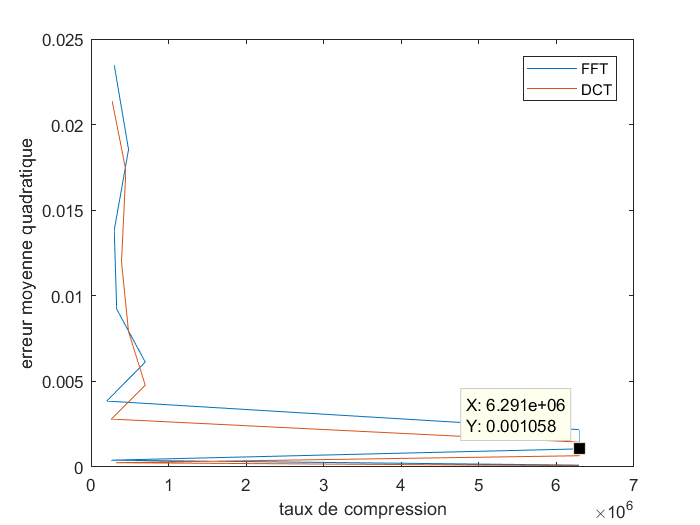 0.025
0.02
0.015
0.01
0.005
0
0
1
2
3
4
5
6
7
×10^6
taux de compression
erreur moyenne quadratique
FFT
DCT
X: 6.291e+06
Y: 0.001058